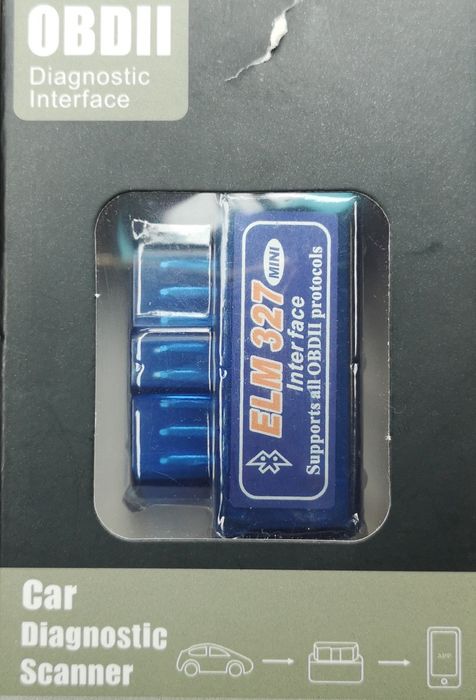 OBDII
Diagnostic
Interface
ELM 327 MINI
Interface
Supports all OBDII protocols
Car
Diagnostic
Scanner
APP